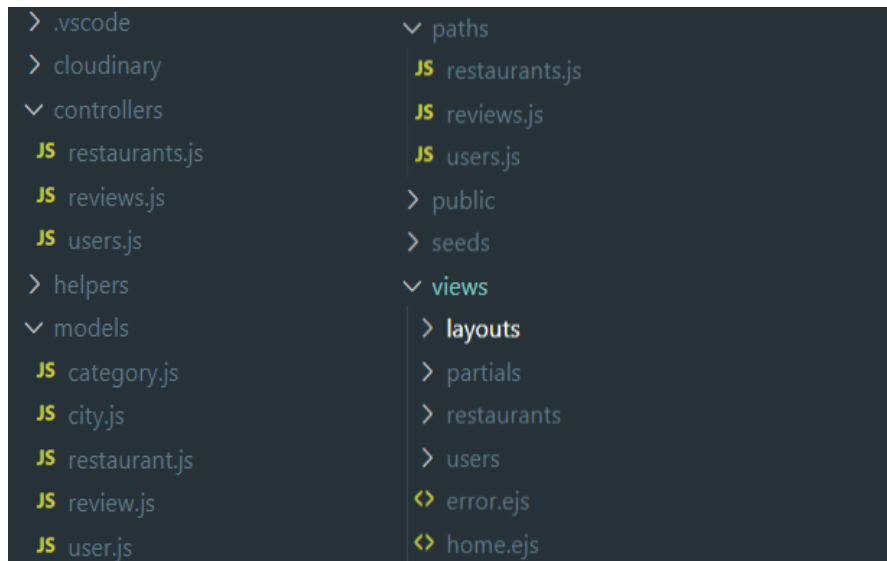 .vscode
cloudinary
controllers
JS restaurants.js
JS reviews.js
JS users.js
helpers
models
JS category.js
JS city.js
JS restaurant.js
JS review.js
JS user.js
paths
JS restaurants.js
JS reviews.js
JS users.js
public
seeds
views
layouts
partials
restaurants
users
error.ejs
home.ejs